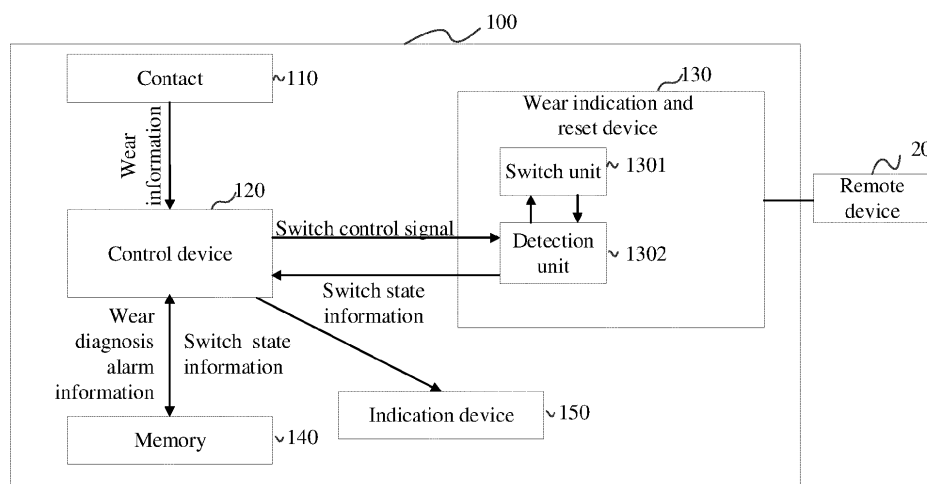 100
Contact
110
130
Wear indication and
reset device
Wear
information
Switch unit
1301
20
Remote
device
120
Control device
Switch control signal
Detection
unit
1302
Switch state
information
Wear
diagnosis
alarm
information
Switch state
information
Indication device
150
Memory
140